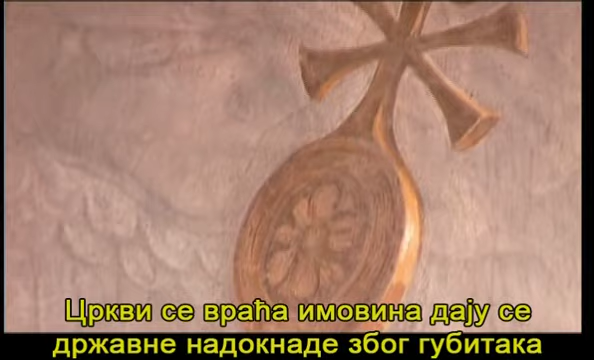 Цркви се враћа имовина дају се
државне надокнаде због губитака